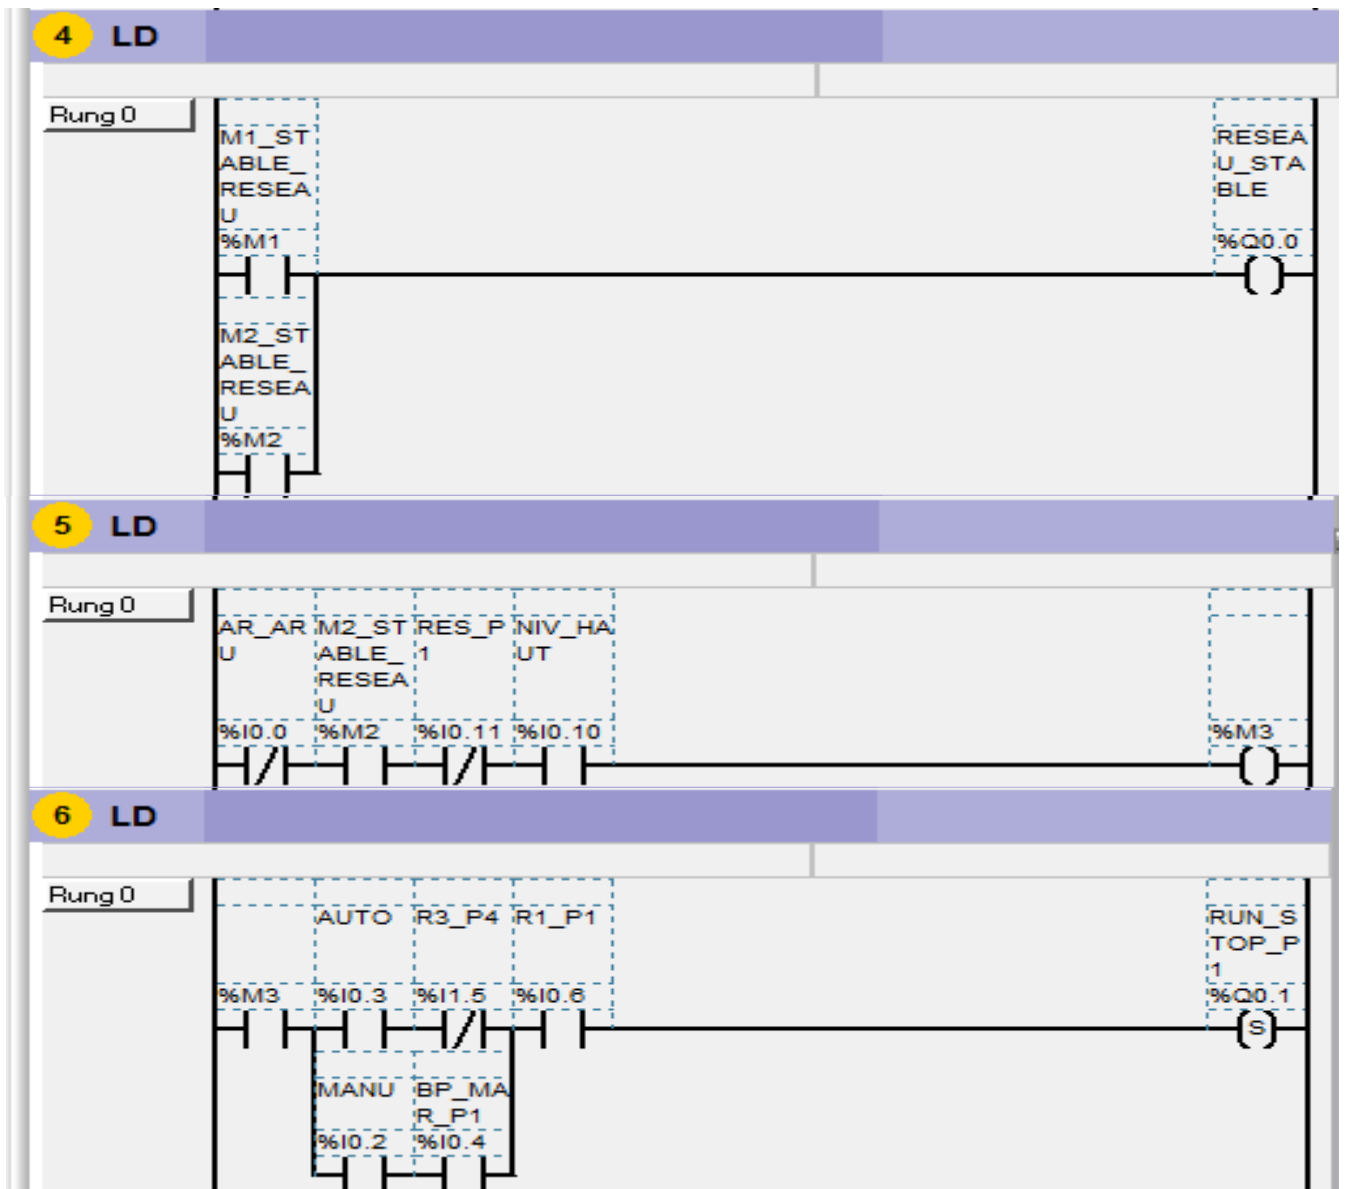 4 LD
Rung 0
M1_ST
ABLE_
RESEA
U
%M1
RESEA
U_STA
BLE
%Q0.0
M2_ST
ABLE_
RESEA
U
%M2
5 LD
Rung 0
AR_AR M2_ST RES_P NIV_HA
U ABLE_ 1 UT
RESEA
U
%I0.0 %M2 %I0.11 %I0.10 %M3
6 LD
Rung 0
AUTO R3_P4 R1_P1 RUN_S
TOP_P
1
%M3 %I0.3 %I1.5 %I0.6 %Q0.1
S
MANU BP_MA
R_P1
%I0.2 %I0.4